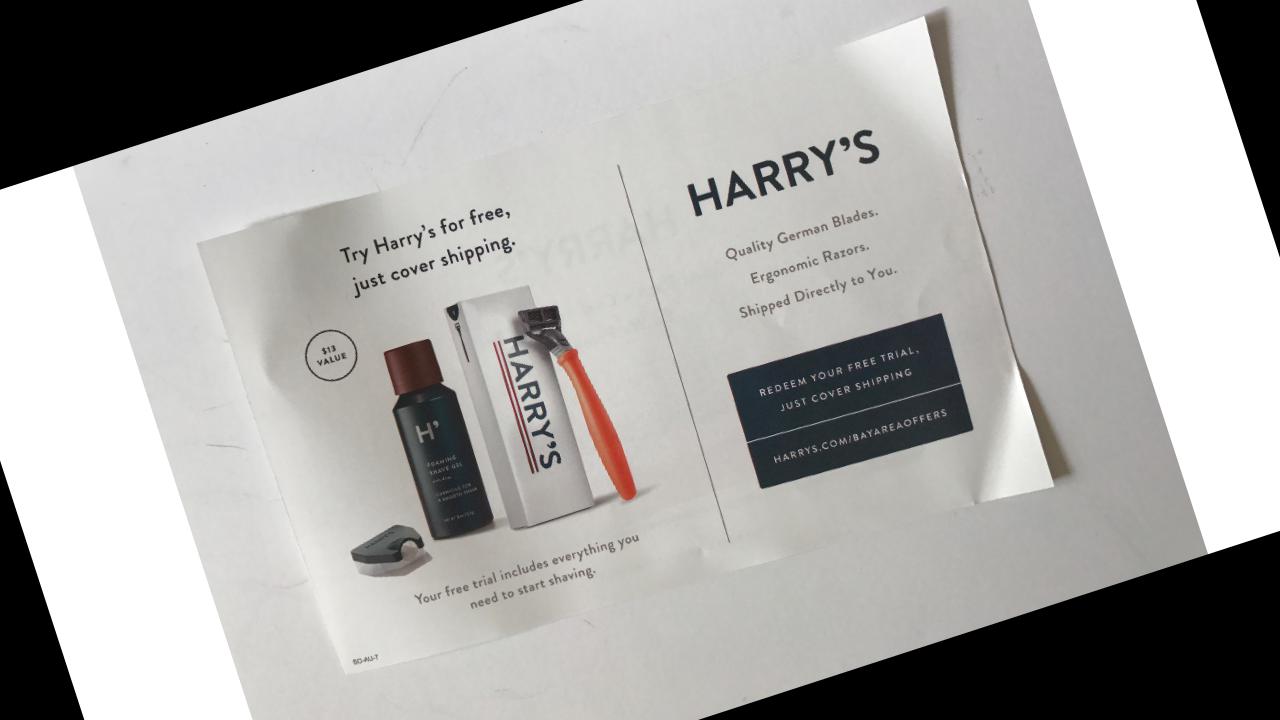 Try Harry's for free,
just cover shipping.
$13
VALUE
HARRY'S
H'
FOAMING
SHAVE GEL
Your free trial includes everything you
need to start shaving.
HARRY'S
Quality German Blades.
Ergonomic Razors.
Shipped Directly to You.
REDEEM YOUR FREE TRIAL,
JUST COVER SHIPPING
HARRYS.COM/BAYAREAOFFERS